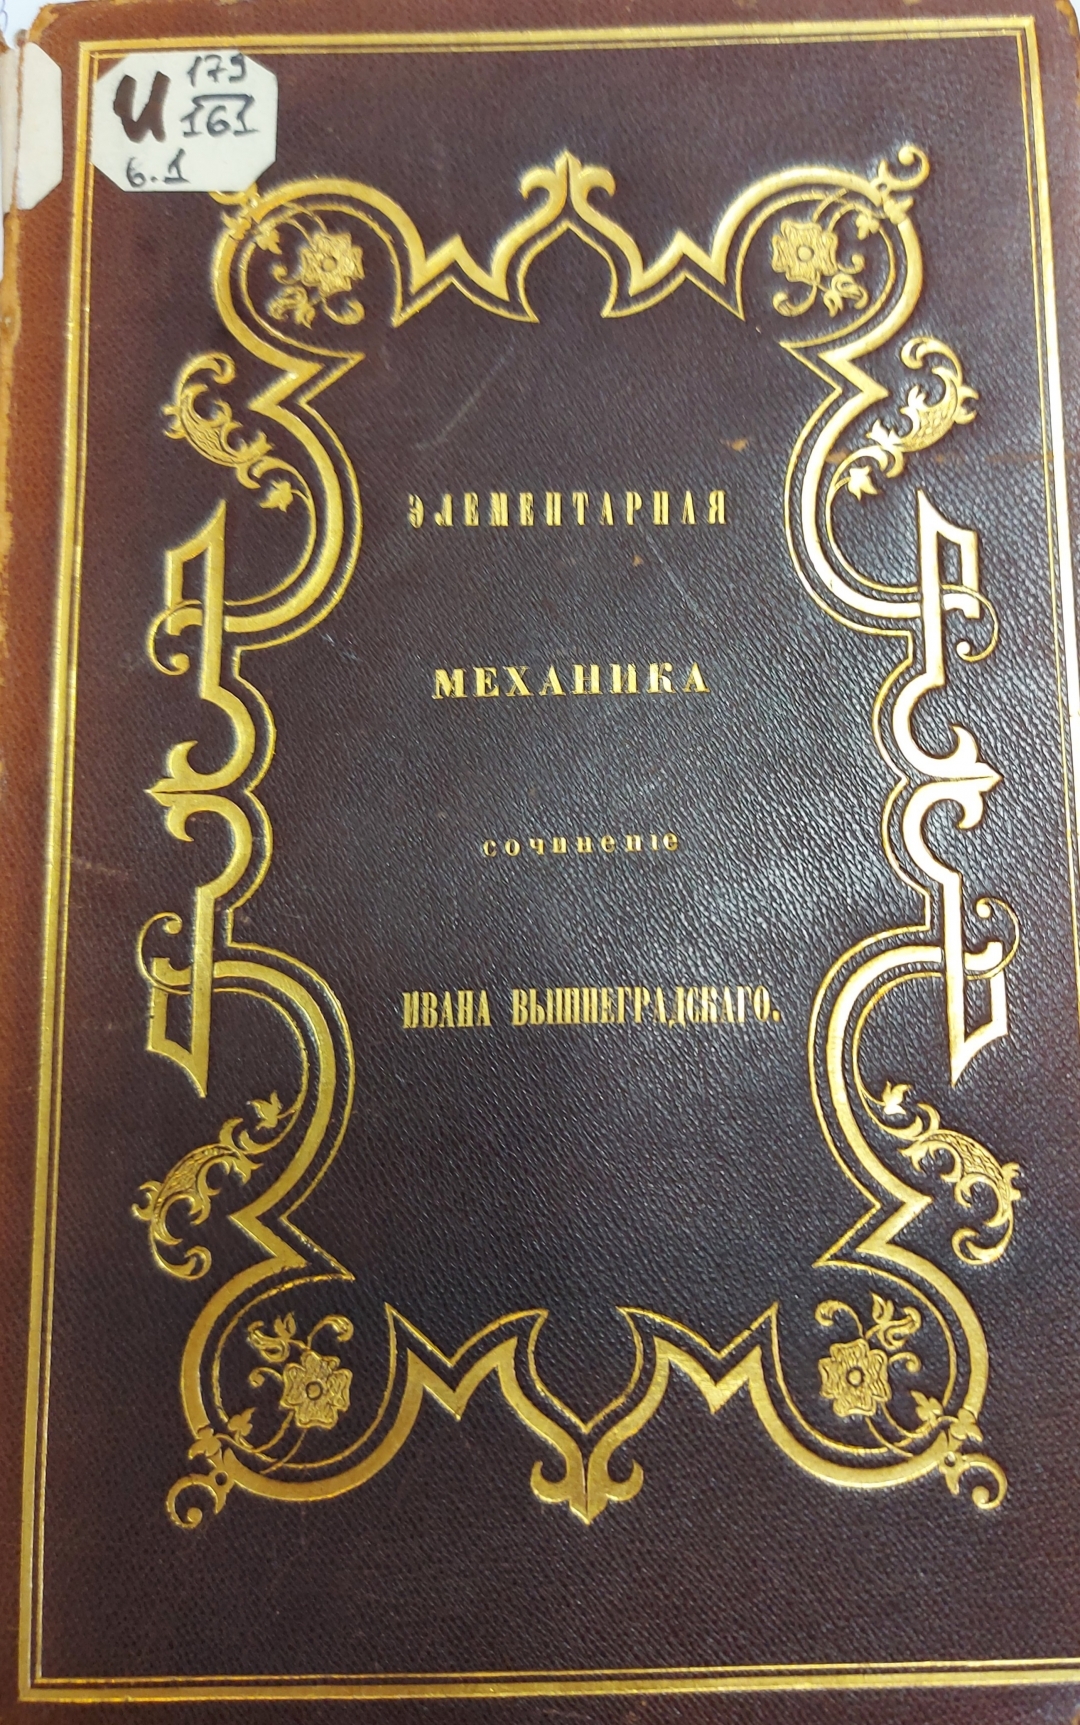 И 179
161
6.1
ЭЛЕМЕНТАРНАЯ
МЕХАНИКА
сочиненіе
ИВАНА ВЫШНЕГРАДСКАГО.